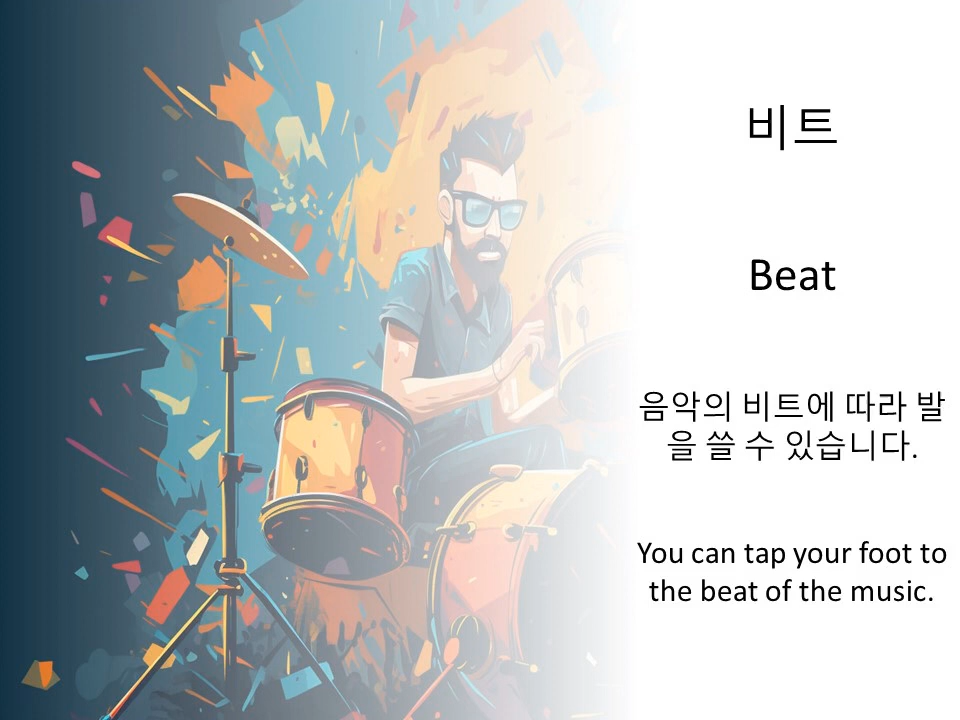 비트
Beat
음악의 비트에 따라 발
을 쓸 수 있습니다.
You can tap your foot to
the beat of the music.